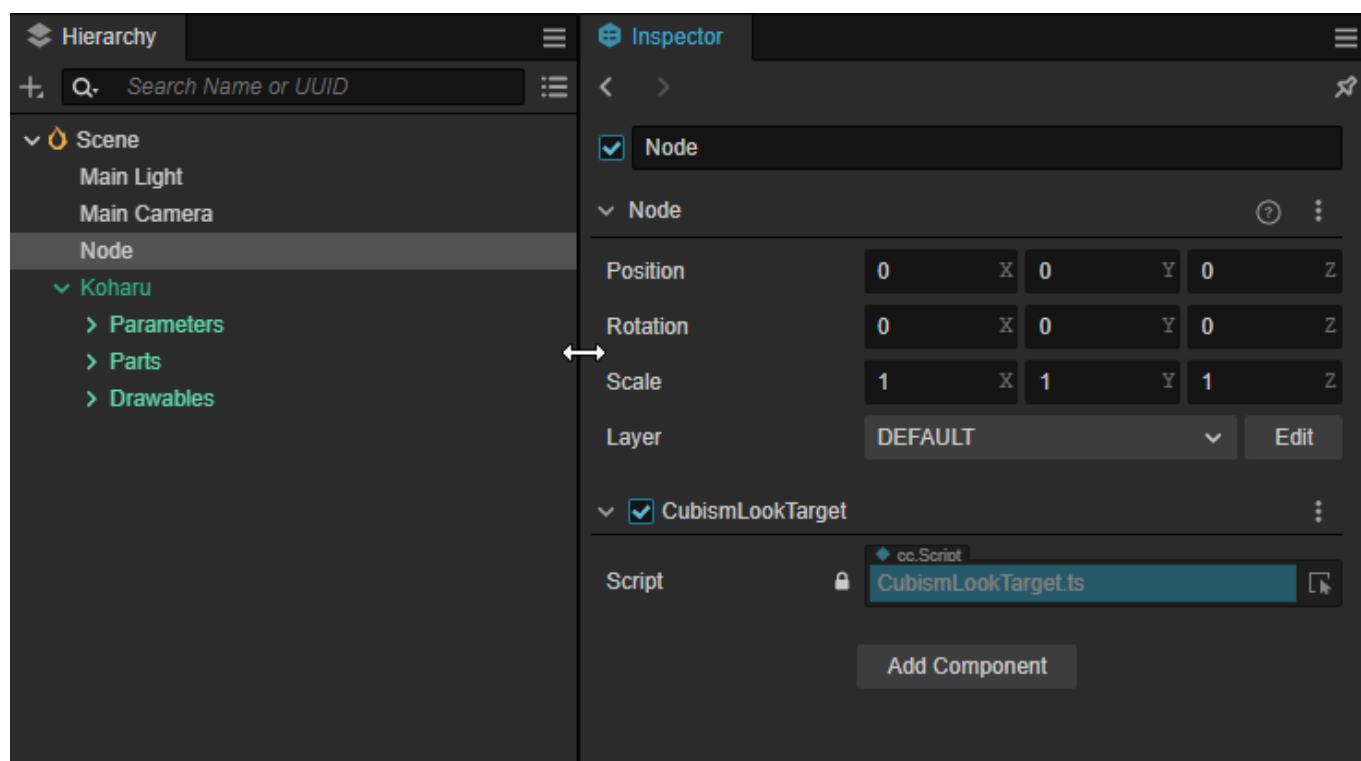 Hierarchy
Search Name or UUID
Scene
Main Light
Main Camera
Node
Koharu
Parameters
Parts
Drawables
Inspector
Node
Node
Position 0 X 0 Y 0 Z
Rotation 0 X 0 Y 0 Z
Scale 1 X 1 Y 1 Z
Layer DEFAULT Edit
CubismLookTarget
cc.Script
Script CubismLookTarget.ts
Add Component